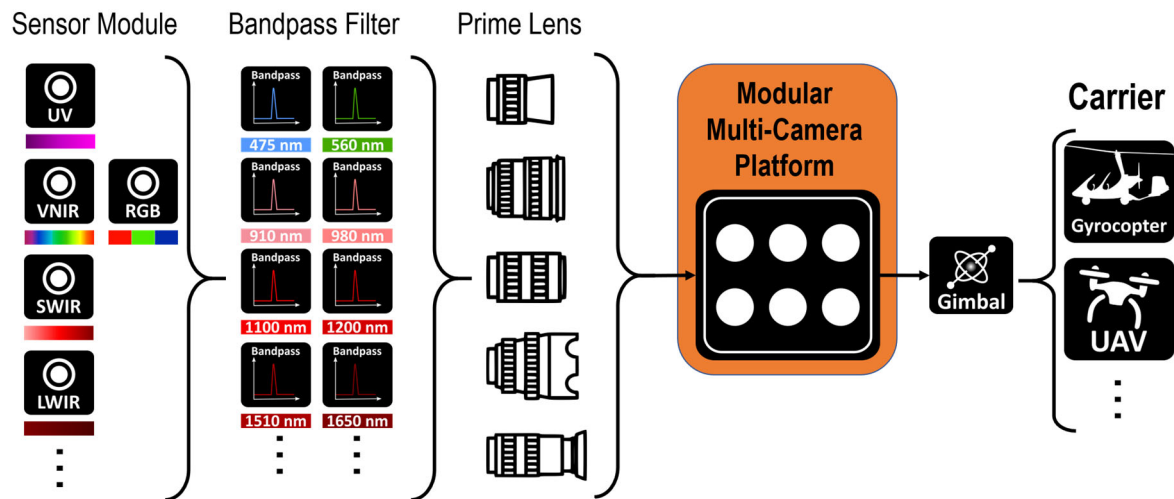 Sensor Module
UV
VNIR
RGB
SWIR
LWIR
Bandpass Filter
Bandpass
Bandpass
475 nm
560 nm
Bandpass
Bandpass
910 nm
980 nm
Bandpass
Bandpass
1100 nm
1200 nm
Bandpass
Bandpass
1510 nm
1650 nm
Prime Lens
Modular
Multi-Camera
Platform
Gimbal
Carrier
Gyrocopter
UAV